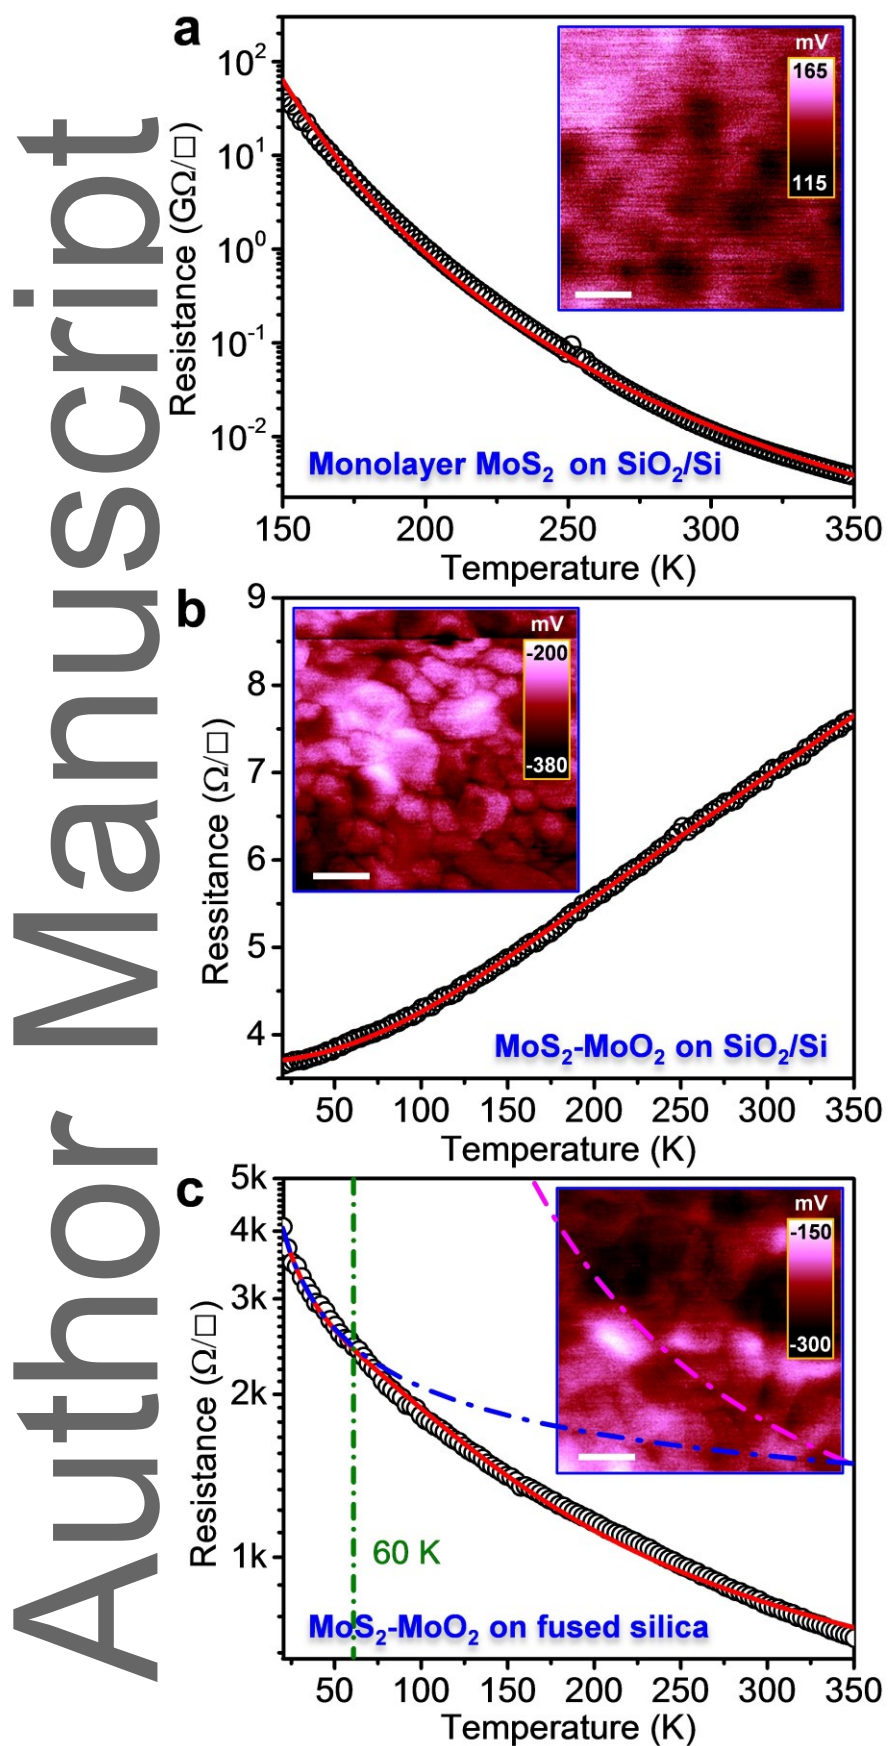 Author Manuscript
a
Resistance (GΩ/□)
10²
10¹
10⁰
10⁻¹
10⁻²
mV
165
115
Monolayer MoS₂ on SiO₂/Si
150 200 250 300 350
Temperature (K)
b
Ressitance (Ω/□)
9
8
7
6
5
4
mV
-200
-380
MoS₂-MoO₂ on SiO₂/Si
50 100 150 200 250 300 350
Temperature (K)
c
Resistance (Ω/□)
5k
4k
3k
2k
1k
mV
-150
-300
60 K
MoS₂-MoO₂ on fused silica
50 100 150 200 250 300 350
Temperature (K)